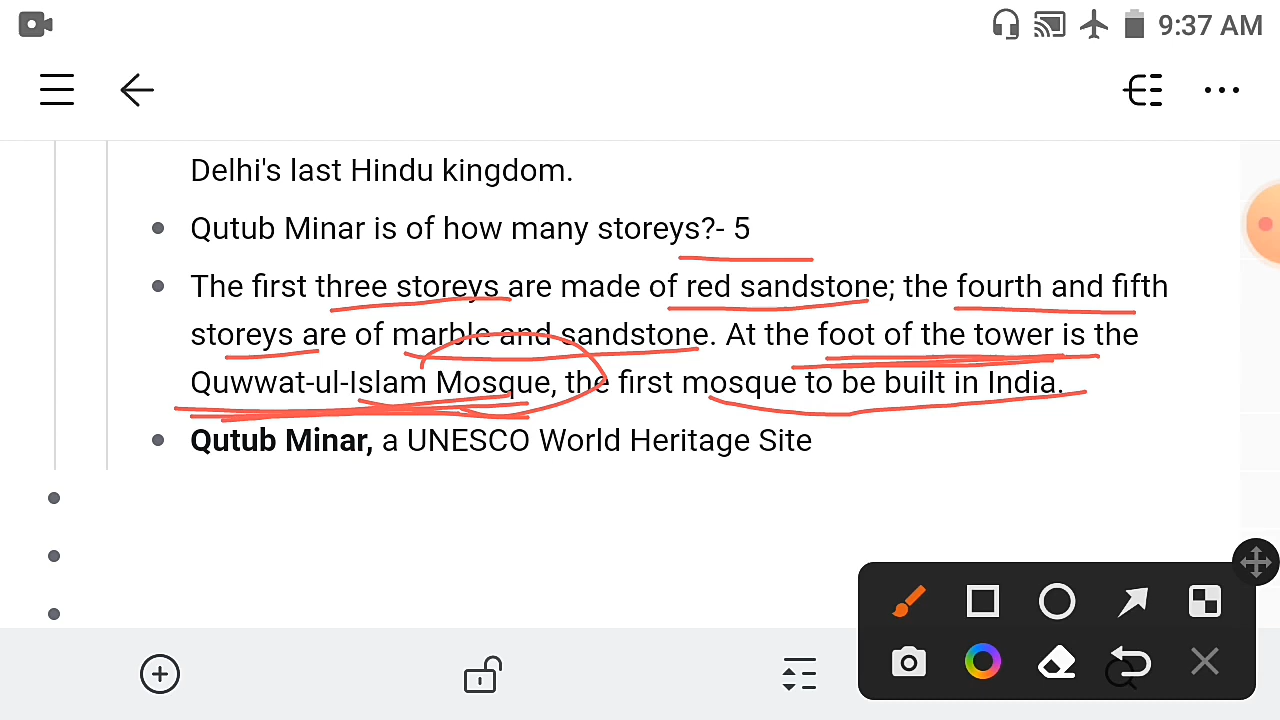 9:37 AM
Delhi's last Hindu kingdom.
Qutub Minar is of how many storeys?- 5
The first three storeys are made of red sandstone; the fourth and fifth
storeys are of marble and sandstone. At the foot of the tower is the
Quwwat-ul-Islam Mosque, the first mosque to be built in India.
Qutub Minar, a UNESCO World Heritage Site